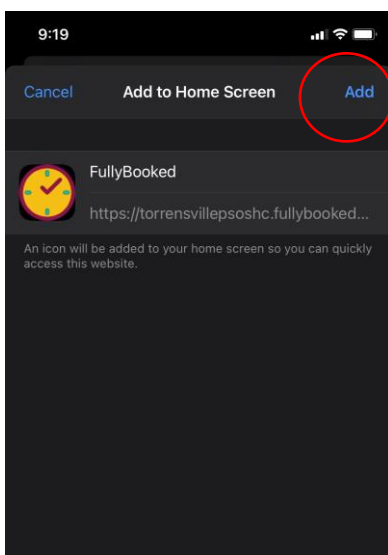 9:19
Cancel Add to Home Screen Add
FullyBooked
https://torrensvillepsoshc.fullybooked...
An icon will be added to your home screen so you can quickly
access this website.